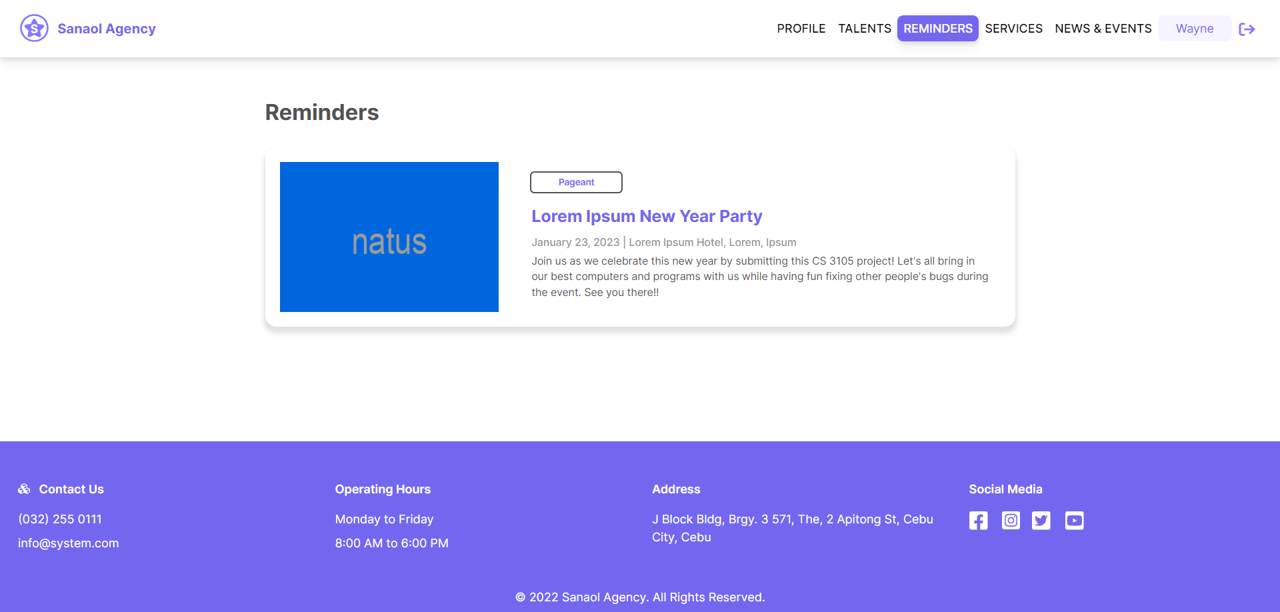 Sanaol Agency
PROFILE TALENTS REMINDERS SERVICES NEWS & EVENTS Wayne
Reminders
natus
Pageant
Lorem Ipsum New Year Party
January 23, 2023 | Lorem Ipsum Hotel, Lorem, Ipsum
Join us as we celebrate this new year by submitting this CS 3105 project! Let's all bring in
our best computers and programs with us while having fun fixing other people's bugs during
the event. See you there!!
Contact Us
(032) 255 0111
info@system.com
Operating Hours
Monday to Friday
8:00 AM to 6:00 PM
Address
J Block Bldg, Brgy. 3 571, The, 2 Apitong St, Cebu
City, Cebu
Social Media
© 2022 Sanaol Agency. All Rights Reserved.